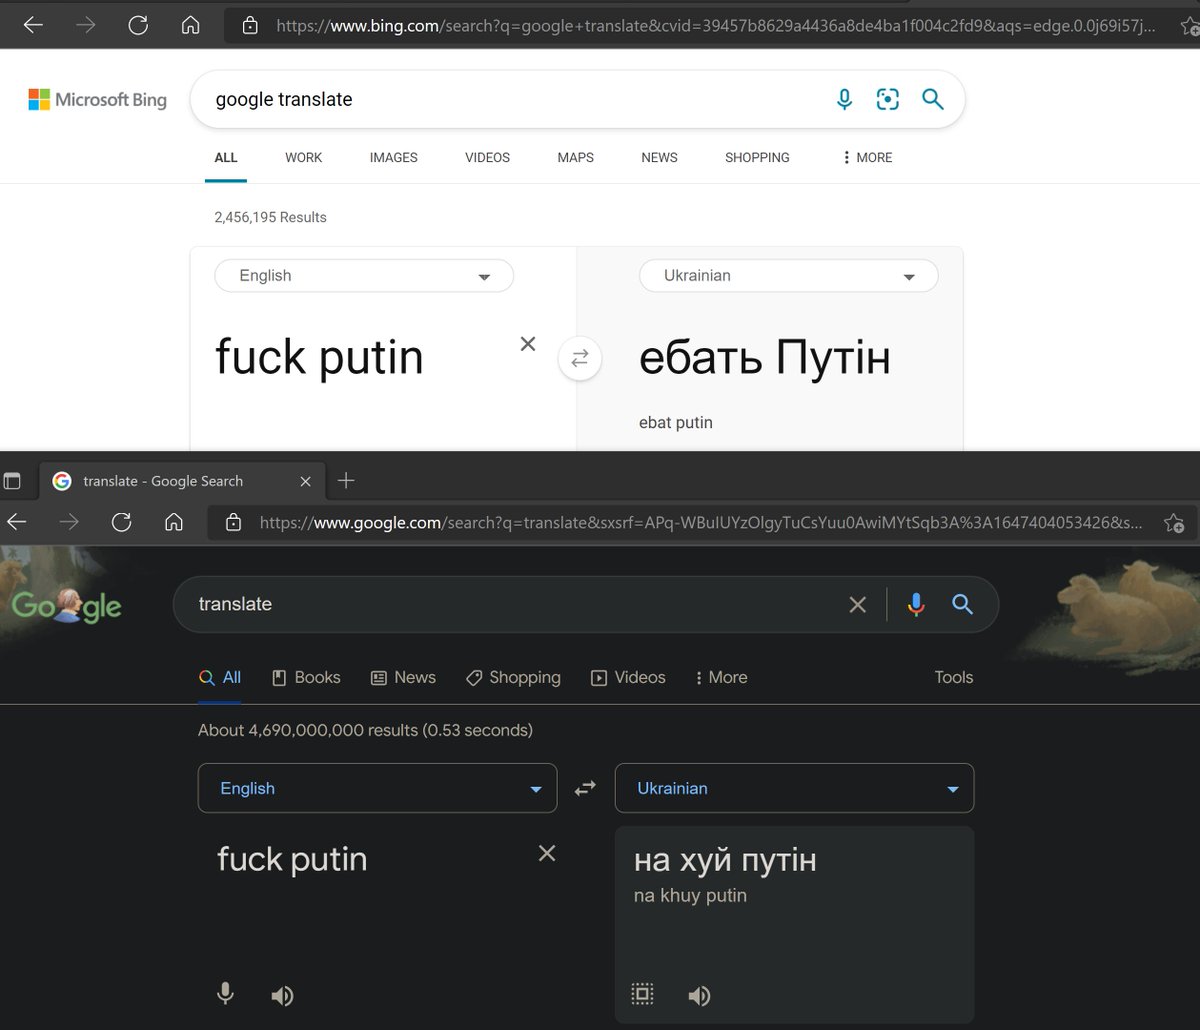 https://www.bing.com/search?q=google+translate&cvid=39457b8629a4436a8de4ba1f004c2fd9&aqs=edge.0.0j69i57j...
Microsoft Bing
google translate
ALL WORK IMAGES VIDEOS MAPS NEWS SHOPPING MORE
2,456,195 Results
English Ukrainian
fuck putin ебать Путін
ebat putin
translate - Google Search
https://www.google.com/search?q=translate&sxsrf=APq-WBuIUYzOlgyTuCsYuu0AwiMYtSqb3A%3A1647404053426&s...
Google
translate
All Books News Shopping Videos More Tools
About 4,690,000,000 results (0.53 seconds)
English Ukrainian
fuck putin на хуй путін
na khuy putin